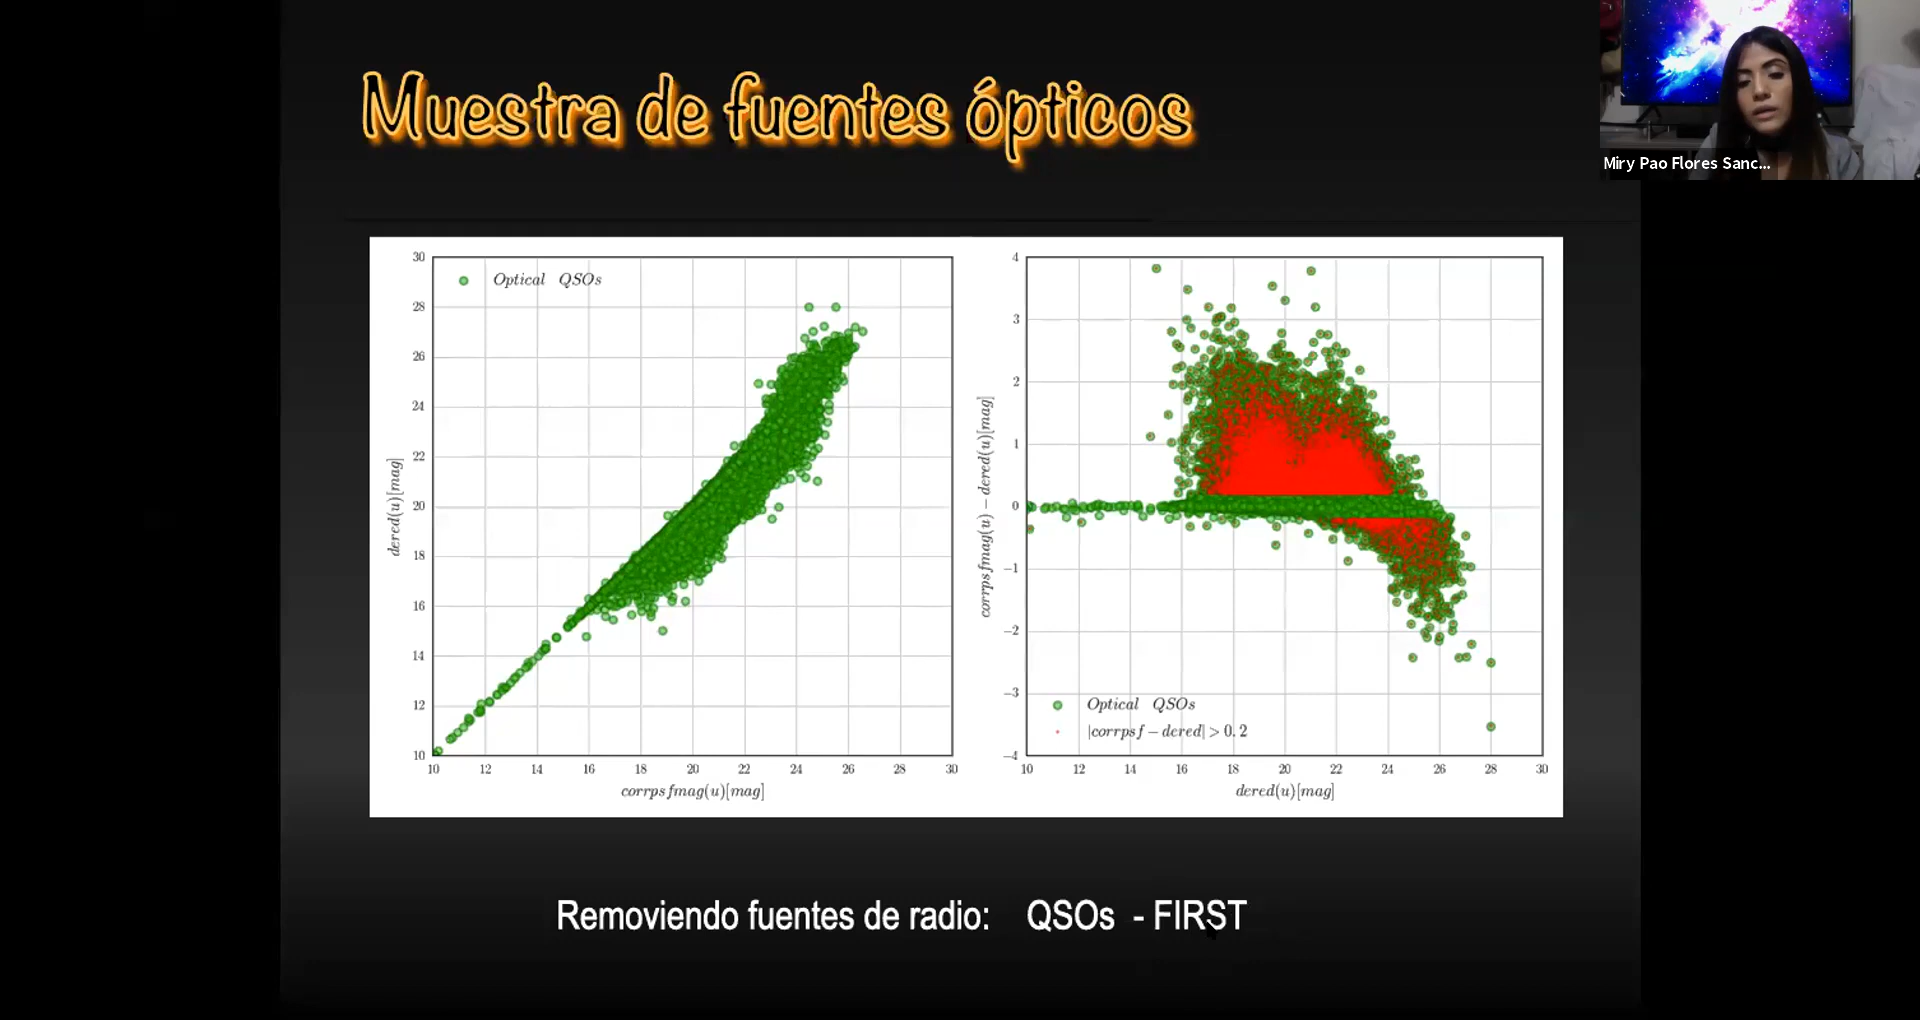 Muestra de fuentes ópticos
Miry Pao Flores Sanc...
30
28
26
24
22
20
18
16
14
12
10
dered(u)[mag]
Optical QSOs
10 12 14 16 18 20 22 24 26 28 30
corrpsfmag(u)[mag]
4
3
2
1
0
−1
−2
−3
−4
corrpsfmag(u) − dered(u)[mag]
Optical QSOs
|corrpsf − dered| > 0.2
10 12 14 16 18 20 22 24 26 28 30
dered(u)[mag]
Removiendo fuentes de radio: QSOs - FIRST